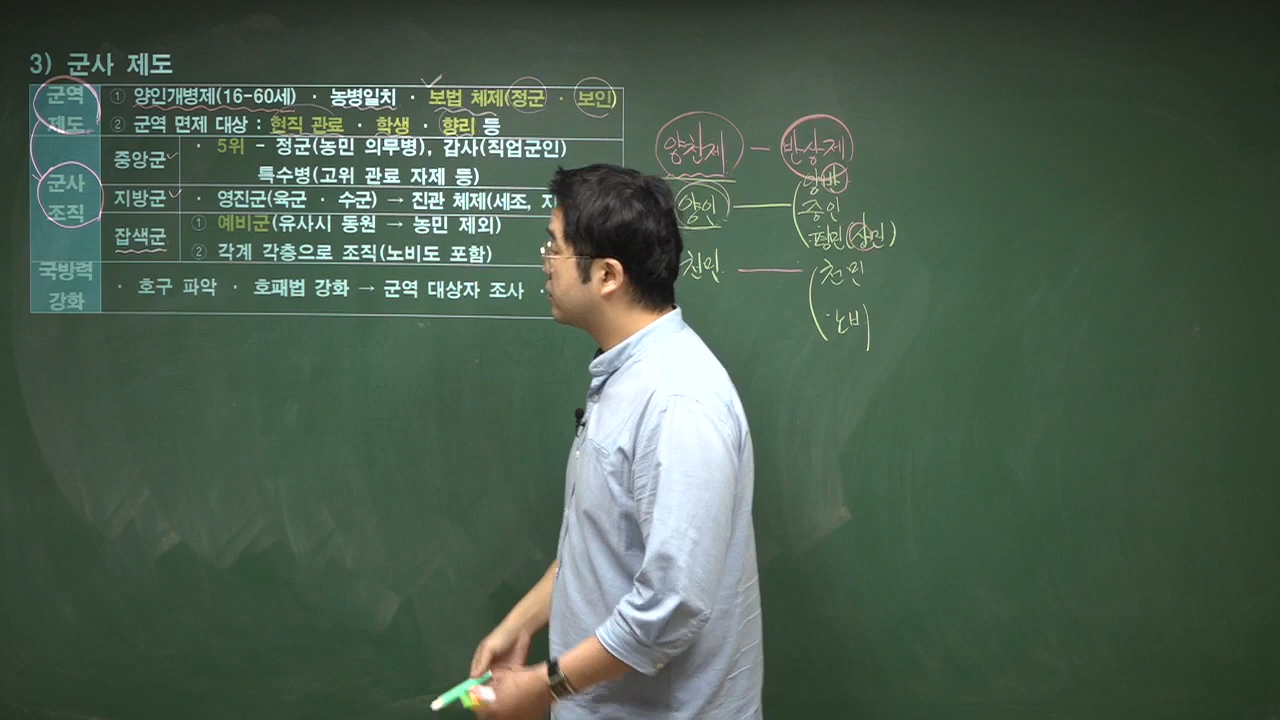 3) 군사 제도
군역 제도
① 양인개병제(16-60세) · 농병일치 · 보법 체제(정군 · 보인)
② 군역 면제 대상 : 현직 관료 · 학생 · 향리 등
군사 조직
중앙군
· 5위 - 정군(농민 의무병), 갑사(직업군인)
특수병(고위 관료 자제 등)
지방군
· 영진군(육군 · 수군) → 진관 체제(세조,
잡색군
① 예비군(유사시 동원 → 농민 제외)
② 각계 각층으로 조직(노비도 포함)
국방력 강화
· 호구 파악 · 호패법 강화 → 군역 대상자 조사 ·
양천제 — 반상제
양인 — 양반
중인
평민(상민)
천인 — 천민
노비